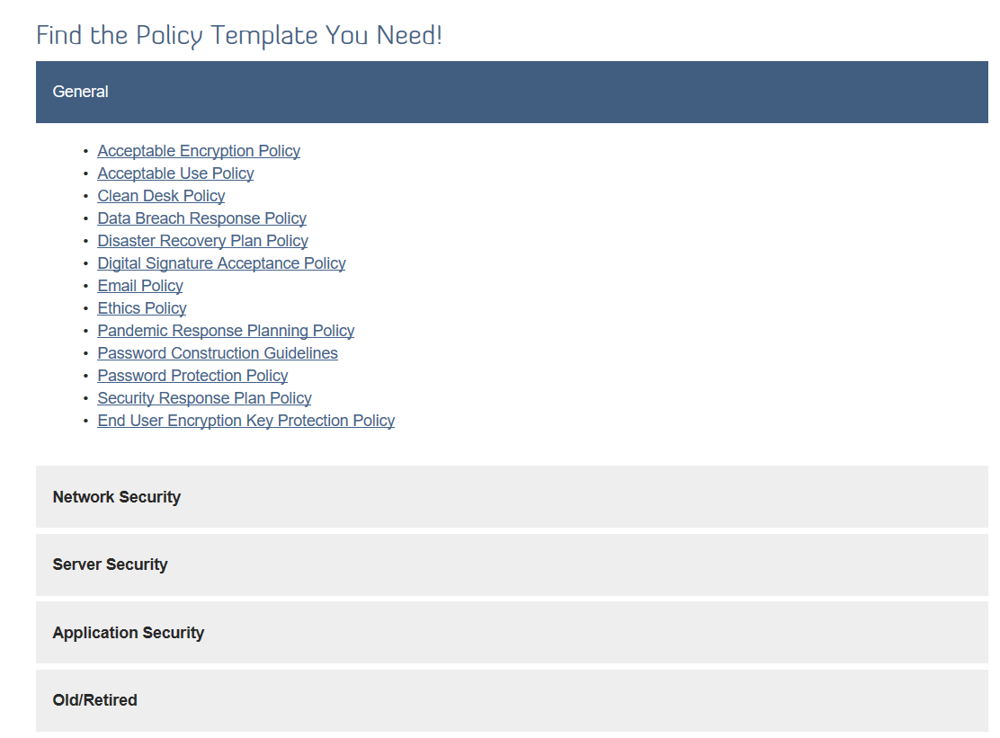 Find the Policy Template You Need!
General
• Acceptable Encryption Policy
• Acceptable Use Policy
• Clean Desk Policy
• Data Breach Response Policy
• Disaster Recovery Plan Policy
• Digital Signature Acceptance Policy
• Email Policy
• Ethics Policy
• Pandemic Response Planning Policy
• Password Construction Guidelines
• Password Protection Policy
• Security Response Plan Policy
• End User Encryption Key Protection Policy
Network Security
Server Security
Application Security
Old/Retired